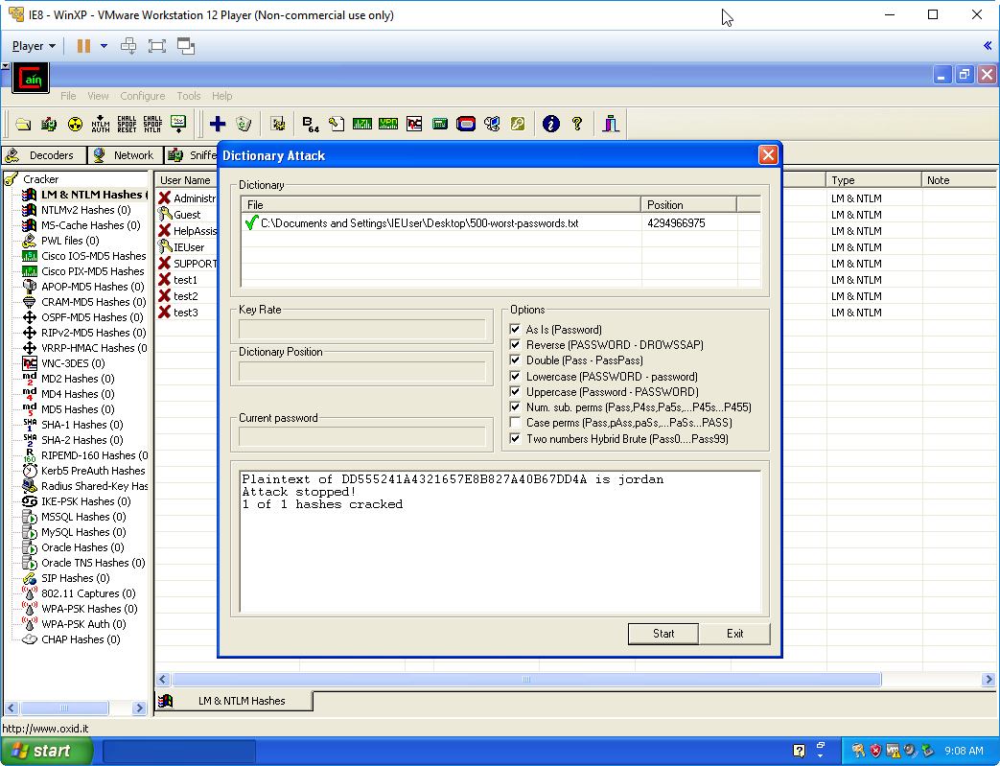 IE8 - WinXP - VMware Workstation 12 Player (Non-commercial use only)
Player
«
Cain
File View Configure Tools Help
NTLM AUTH
CHALL SPOOF RESET
CHALL SPOOF NTLM
B64
Decoders Network Sniffe
Dictionary Attack
Cracker
LM & NTLM Hashes (
NTLMv2 Hashes (0)
MS-Cache Hashes (0)
PWL files (0)
Cisco IOS-MD5 Hashes
Cisco PIX-MD5 Hashes
APOP-MD5 Hashes (0)
CRAM-MD5 Hashes (0)
OSPF-MD5 Hashes (0)
RIPv2-MD5 Hashes (0)
VRRP-HMAC Hashes (0
VNC-3DES (0)
MD2 Hashes (0)
MD4 Hashes (0)
MD5 Hashes (0)
SHA-1 Hashes (0)
SHA-2 Hashes (0)
RIPEMD-160 Hashes (0
Kerb5 PreAuth Hashes
Radius Shared-Key Has
IKE-PSK Hashes (0)
MSSQL Hashes (0)
MySQL Hashes (0)
Oracle Hashes (0)
Oracle TNS Hashes (0)
SIP Hashes (0)
802.11 Captures (0)
WPA-PSK Hashes (0)
WPA-PSK Auth (0)
CHAP Hashes (0)
User Name
Administr
Guest
HelpAssis
IEUser
SUPPORT
test1
test2
test3
Dictionary
File Position
C:\Documents and Settings\IEUser\Desktop\500-worst-passwords.txt 4294966975
Key Rate
Dictionary Position
Current password
Options
As Is (Password)
Reverse (PASSWORD - DROWSSAP)
Double (Pass - PassPass)
Lowercase (PASSWORD - password)
Uppercase (Password - PASSWORD)
Num. sub. perms (Pass,P4ss,Pa5s,...P45s...P455)
Case perms (Pass,pAss,paSs,...PaSs...PASS)
Two numbers Hybrid Brute (Pass0....Pass99)
Plaintext of DD555241A4321657E8B827A40B67DD4A is jordan
Attack stopped!
1 of 1 hashes cracked
Start Exit
Type Note
LM & NTLM
LM & NTLM
LM & NTLM
LM & NTLM
LM & NTLM
LM & NTLM
LM & NTLM
LM & NTLM
LM & NTLM Hashes
http://www.oxid.it
start
9:08 AM